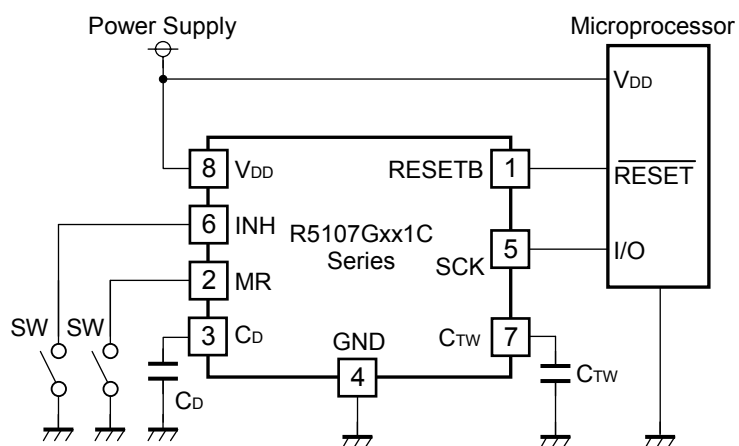 Power Supply
Microprocessor
VDD
8 VDD
RESETB 1
RESET
6 INH
R5107Gxx1C
Series
SCK 5
I/O
2 MR
SW
SW
3 CD
GND
CTW 7
4
CD
CTW